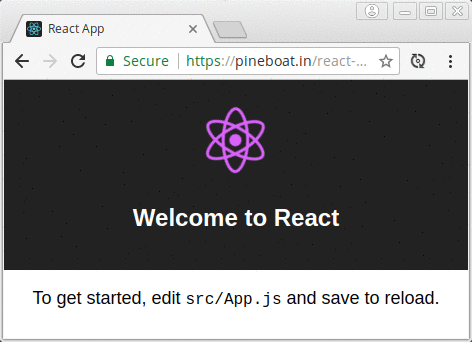 React App
Secure https://pineboat.in/react-...
Welcome to React
To get started, edit src/App.js and save to reload.